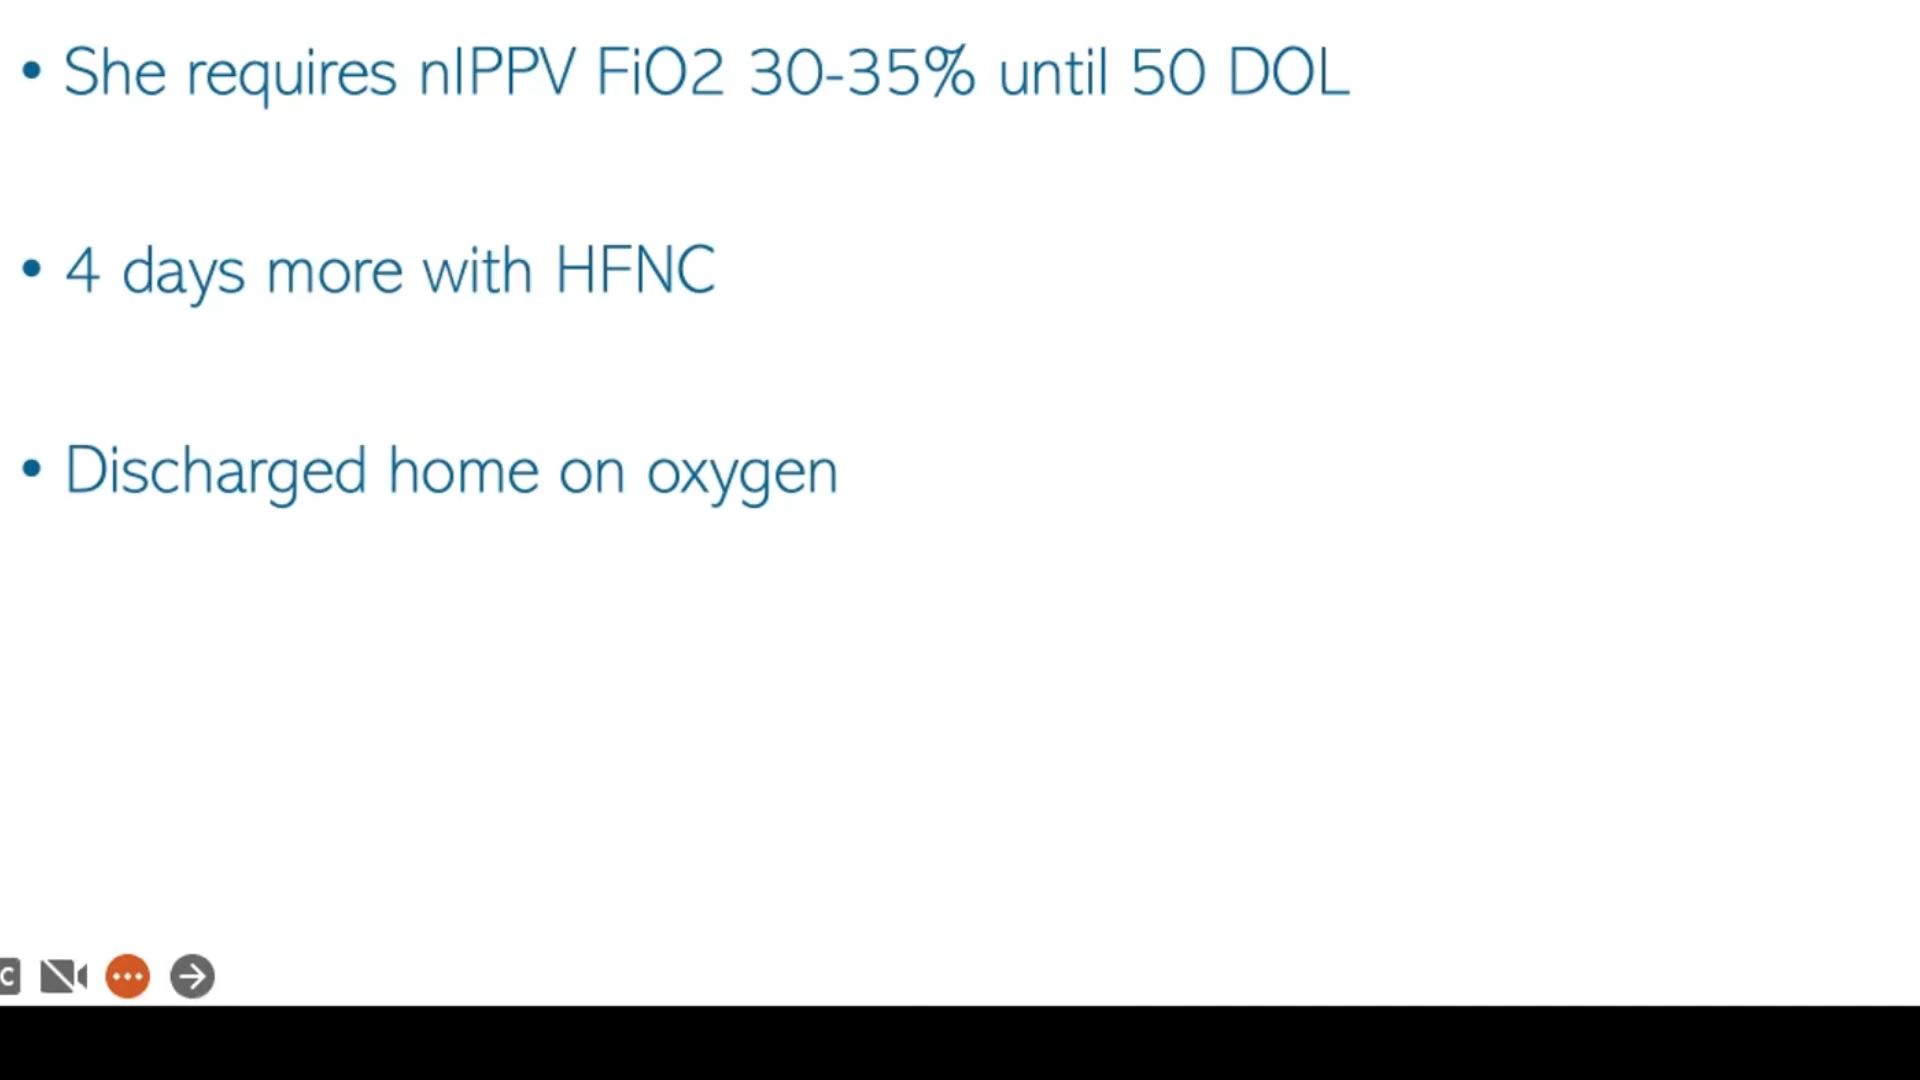 • She requires nIPPV FiO2 30-35% until 50 DOL
• 4 days more with HFNC
• Discharged home on oxygen
C